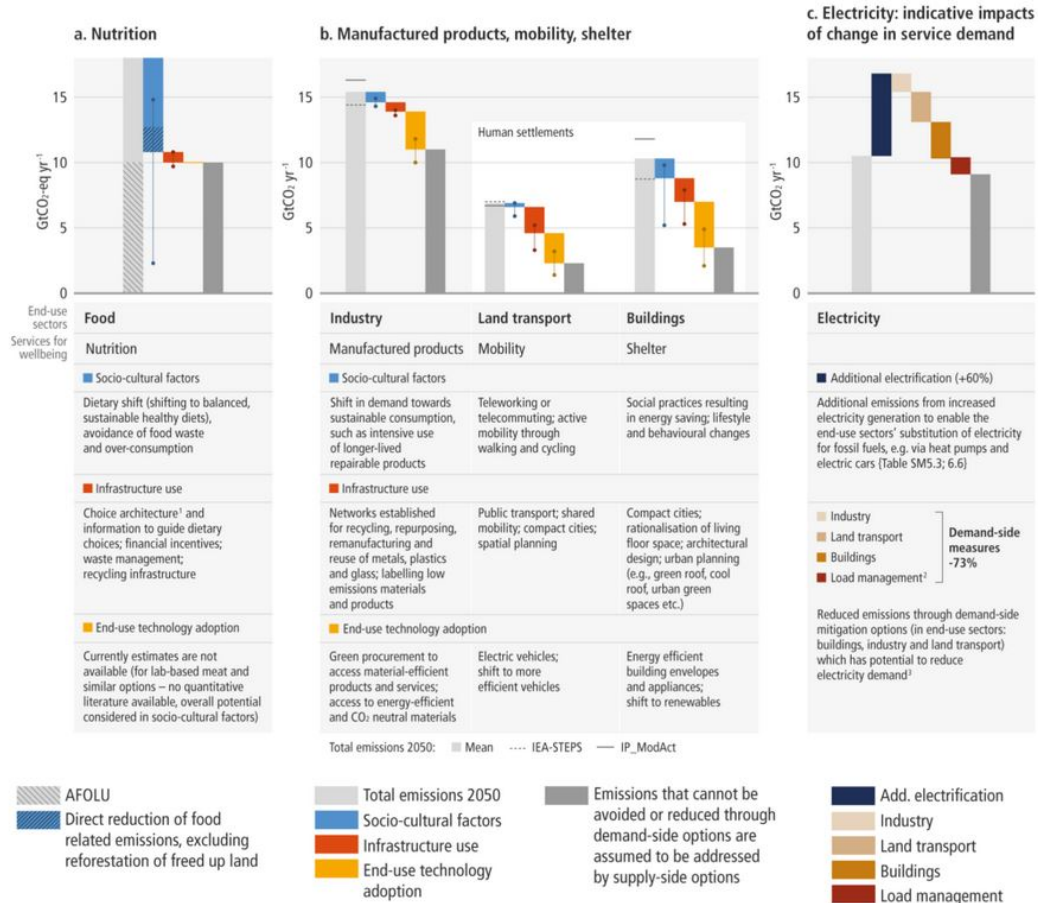 a. Nutrition
b. Manufactured products, mobility, shelter
c. Electricity: indicative impacts
of change in service demand
GtCO₂-eq yr⁻¹
15
10
5
0
GtCO₂ yr⁻¹
15
10
5
0
Human settlements
GtCO₂ yr⁻¹
15
10
5
0
End-use
sectors
Services for
wellbeing
Food
Nutrition
Socio-cultural factors
Dietary shift (shifting to balanced,
sustainable healthy diets),
avoidance of food waste
and over-consumption
Infrastructure use
Choice architecture¹ and
information to guide dietary
choices; financial incentives;
waste management;
recycling infrastructure
End-use technology adoption
Currently estimates are not
available (for lab-based meat and
similar options – no quantitative
literature available, overall potential
considered in socio-cultural factors)
Industry
Land transport
Buildings
Manufactured products
Mobility
Shelter
Socio-cultural factors
Shift in demand towards
sustainable consumption,
such as intensive use
of longer-lived
repairable products
Teleworking or
telecommuting; active
mobility through
walking and cycling
Social practices resulting
in energy saving; lifestyle
and behavioural changes
Infrastructure use
Networks established
for recycling, repurposing,
remanufacturing and
reuse of metals, plastics
and glass; labelling low
emissions materials
and products
Public transport; shared
mobility; compact cities;
spatial planning
Compact cities;
rationalisation of living
floor space; architectural
design; urban planning
(e.g., green roof, cool
roof, urban green
spaces etc.)
End-use technology adoption
Green procurement to
access material-efficient
products and services;
access to energy-efficient
and CO₂ neutral materials
Electric vehicles;
shift to more
efficient vehicles
Energy efficient
building envelopes
and appliances;
shift to renewables
Total emissions 2050: Mean IEA-STEPS IP_ModAct
Electricity
Additional electrification (+60%)
Additional emissions from increased
electricity generation to enable the
end-use sectors' substitution of electricity
for fossil fuels, e.g. via heat pumps and
electric cars {Table SM5.3; 6.6}
Industry
Land transport
Buildings
Load management²
Demand-side
measures
-73%
Reduced emissions through demand-side
mitigation options (in end-use sectors:
buildings, industry and land transport)
which has potential to reduce
electricity demand³
AFOLU
Direct reduction of food
related emissions, excluding
reforestation of freed up land
Total emissions 2050
Socio-cultural factors
Infrastructure use
End-use technology
adoption
Emissions that cannot be
avoided or reduced through
demand-side options are
assumed to be addressed
by supply-side options
Add. electrification
Industry
Land transport
Buildings
Load management